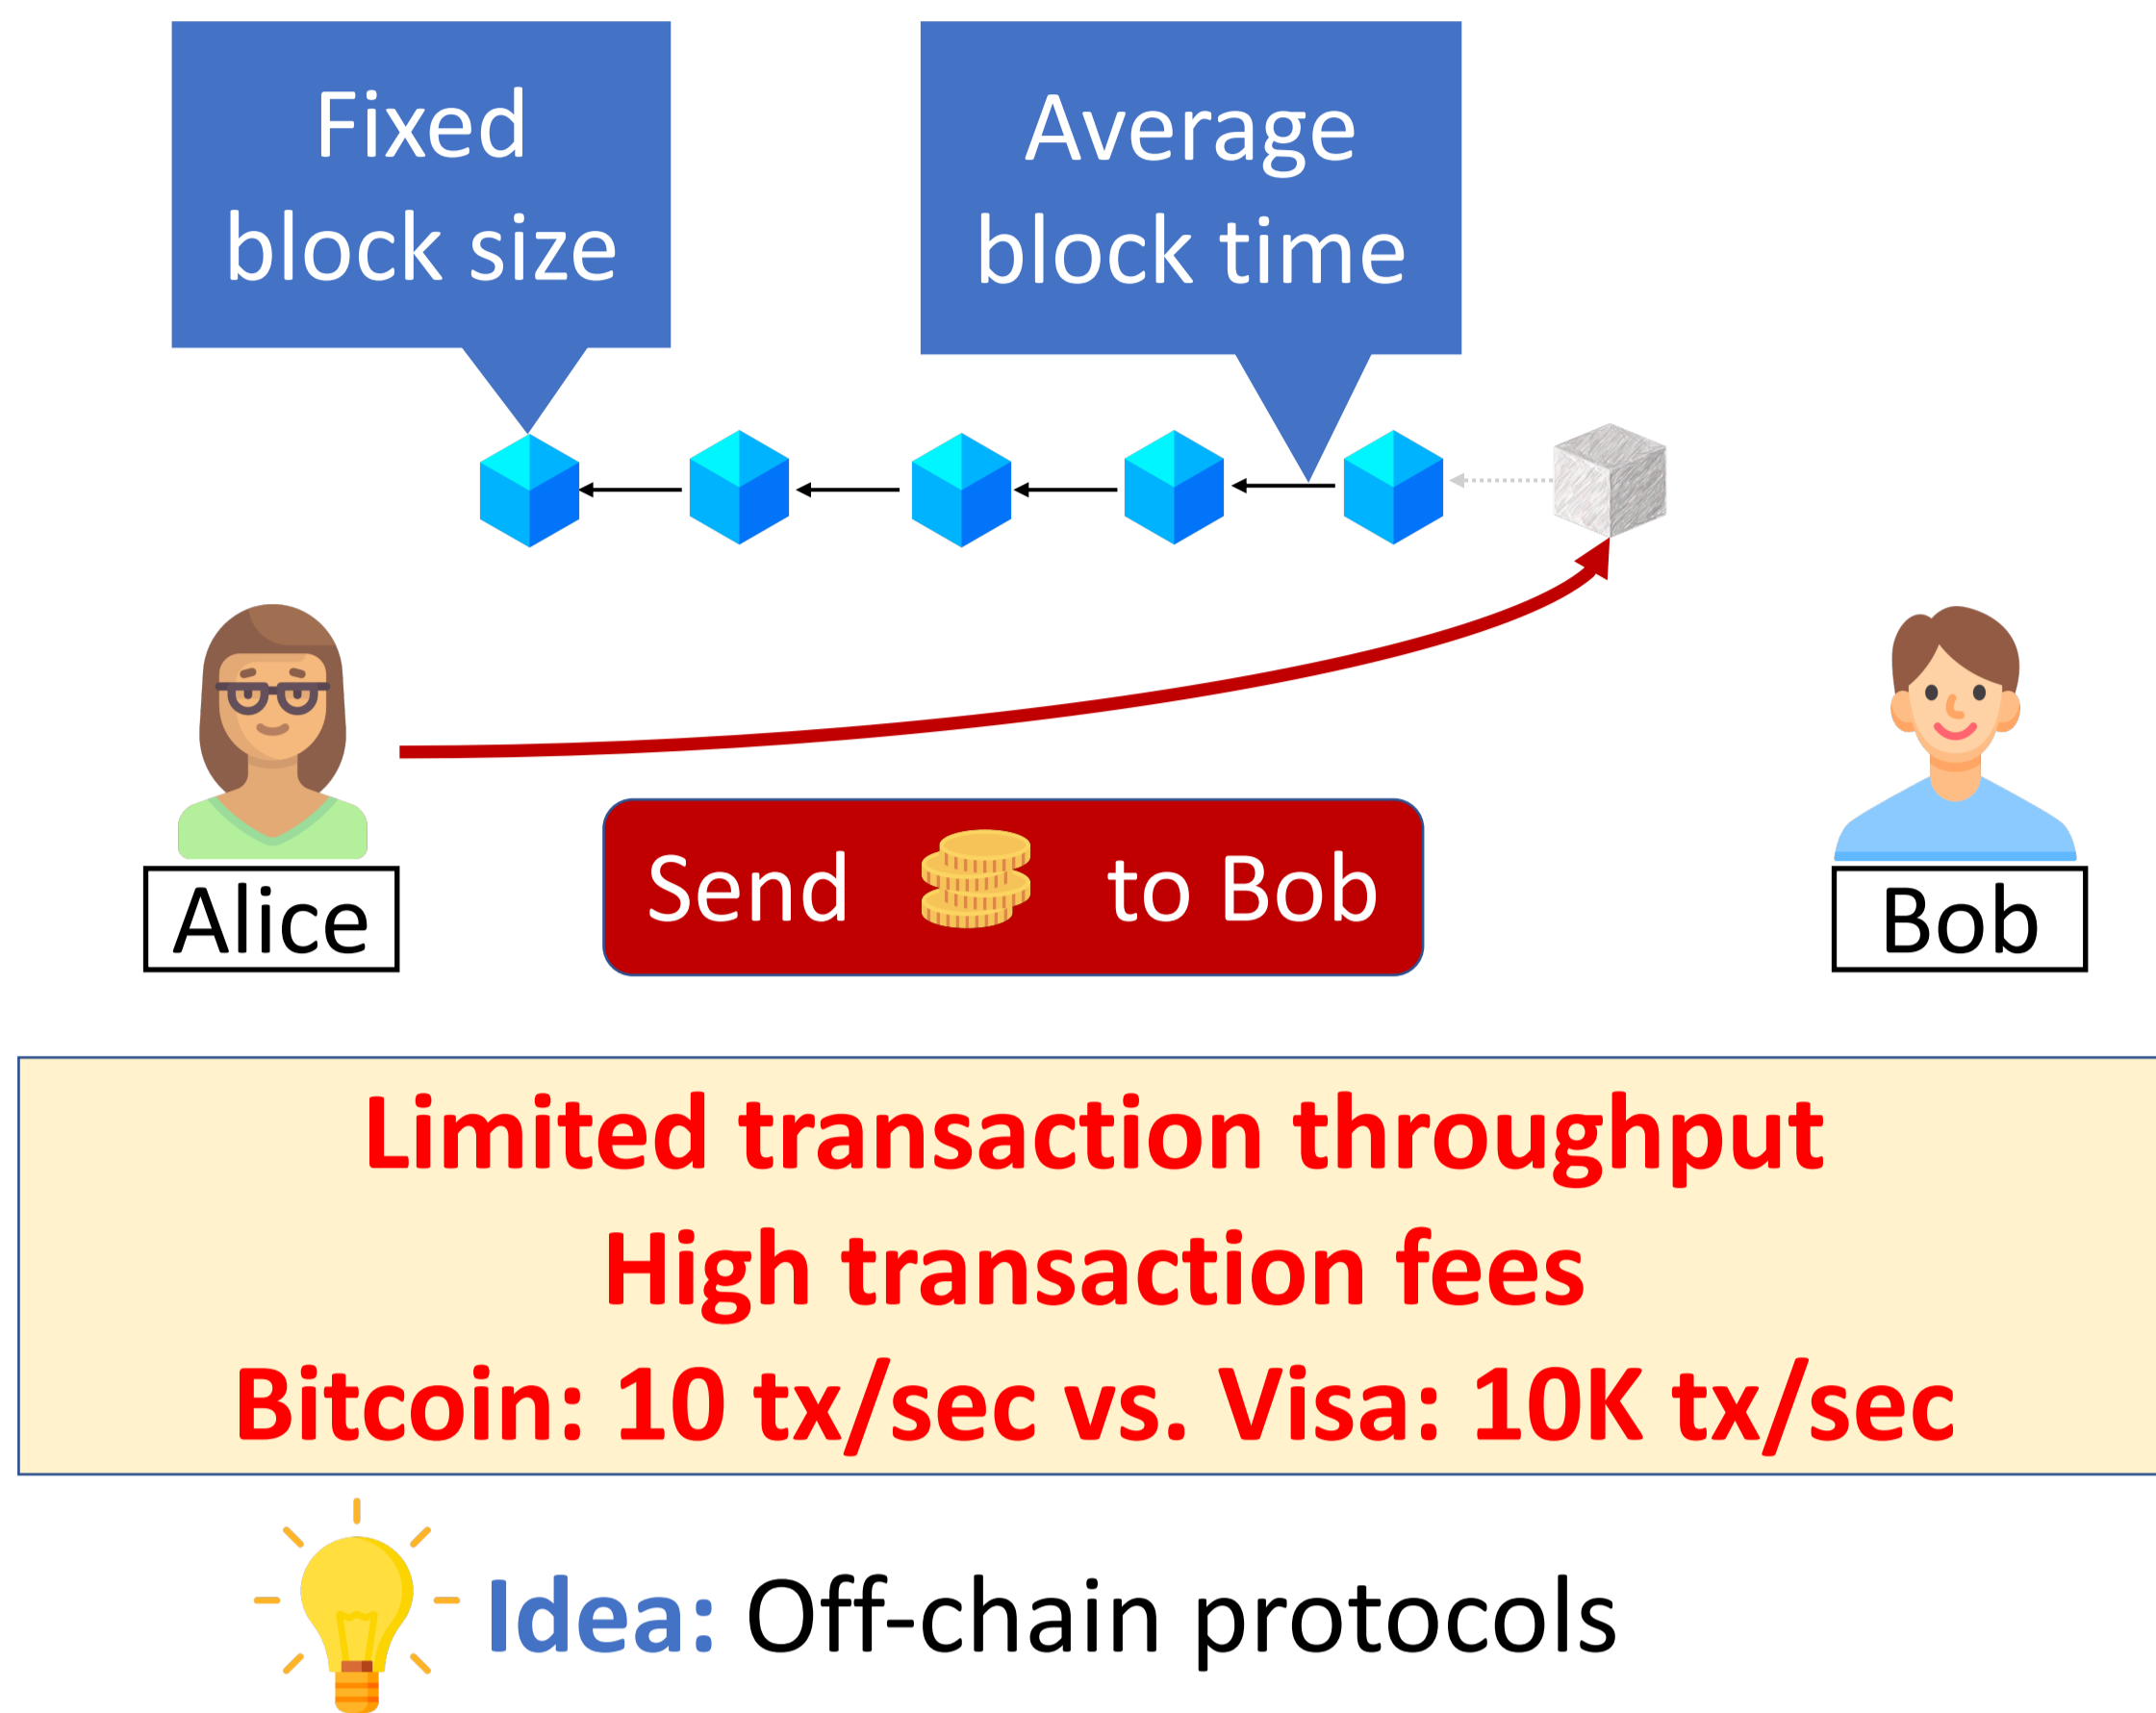 Fixed
block size
Average
block time
Send to Bob
Alice
Bob
Limited transaction throughput
High transaction fees
Bitcoin: 10 tx/sec vs. Visa: 10K tx/sec
Idea: Off-chain protocols